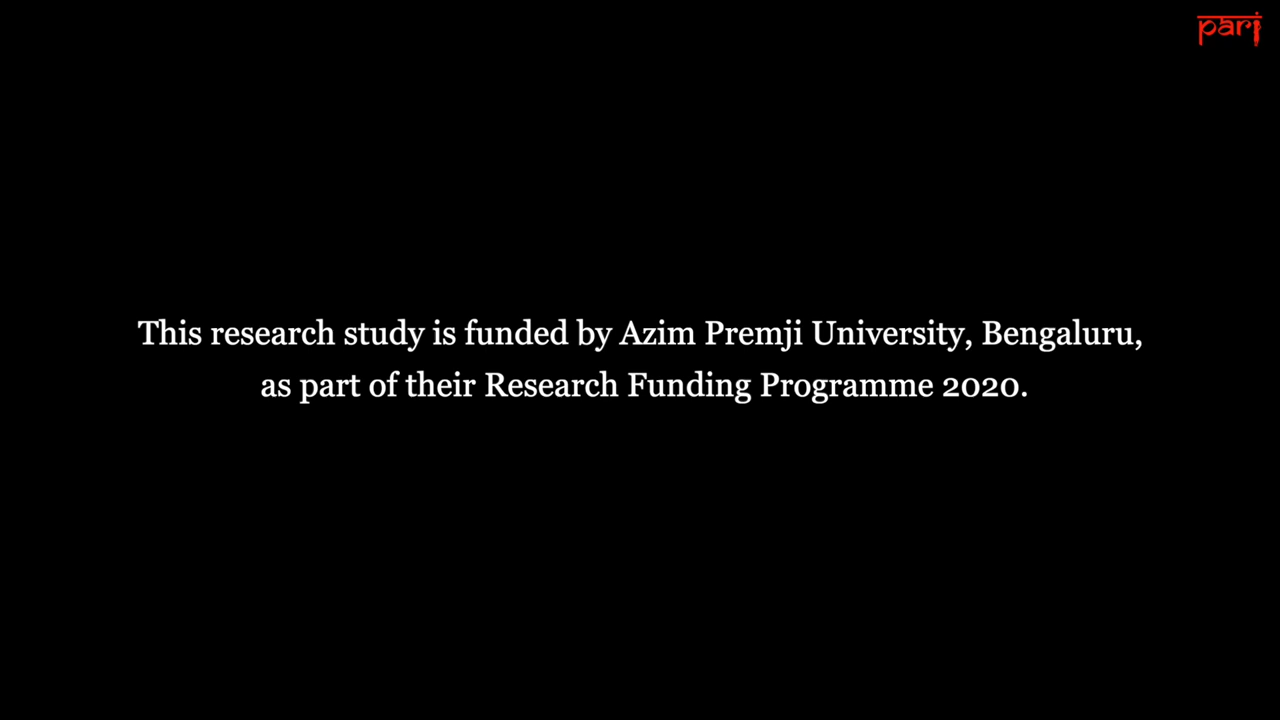 pari
This research study is funded by Azim Premji University, Bengaluru,
as part of their Research Funding Programme 2020.